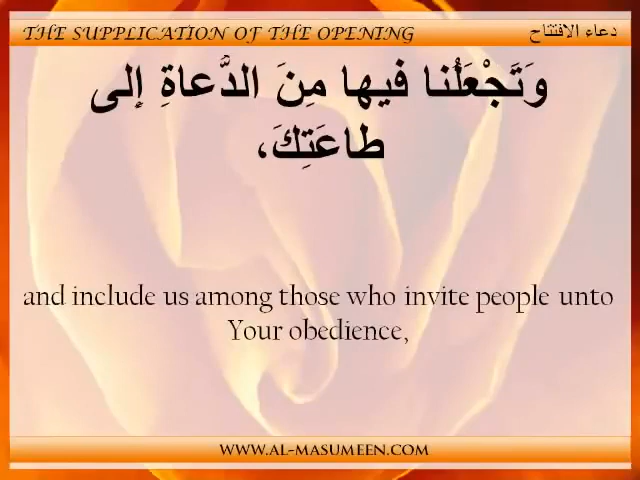 THE SUPPLICATION OF THE OPENING دعاء الافتتاح
وَتَجْعَلُنا فيها مِنَ الدُّعاةِ إلى
طاعَتِكَ،
and include us among those who invite people unto
Your obedience,
WWW.AL-MASUMEEN.COM